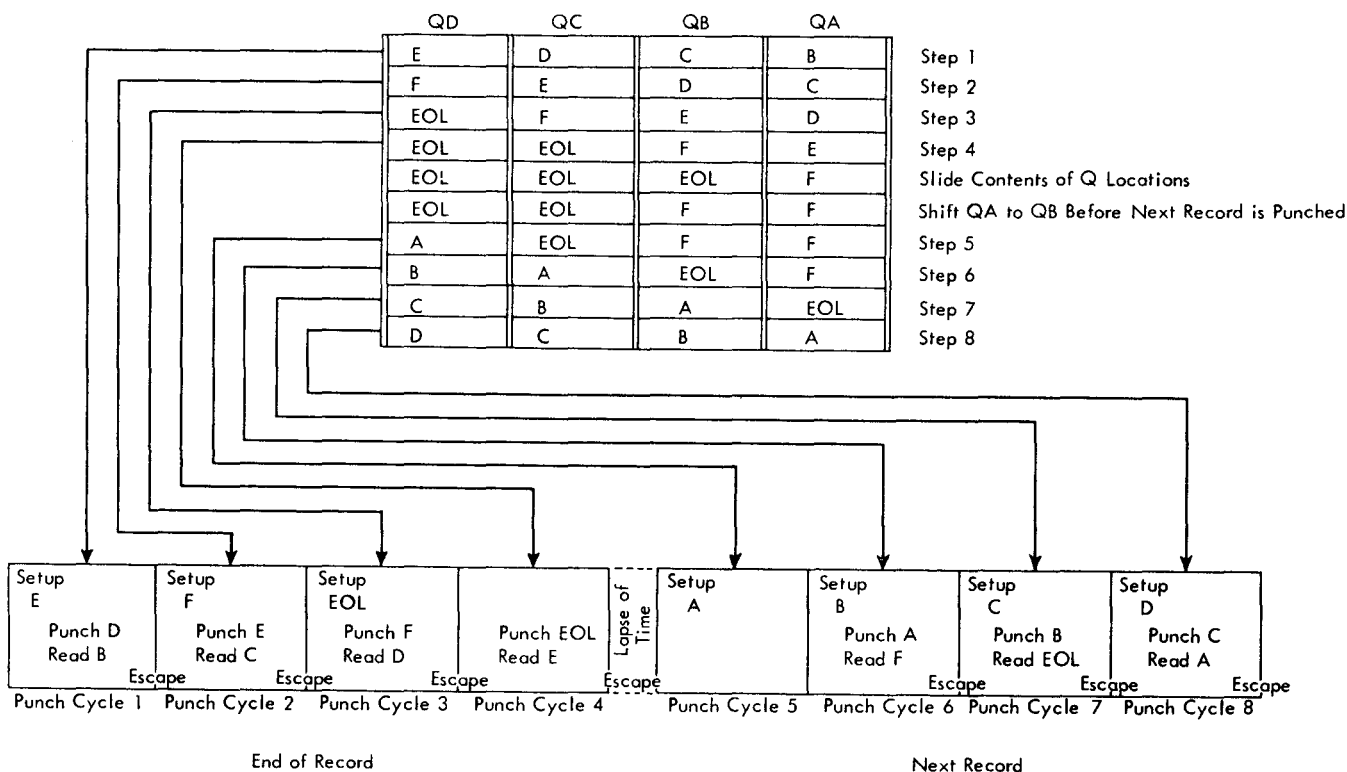 QD QC QB QA
E D C B Step 1
F E D C Step 2
EOL F E D Step 3
EOL EOL F E Step 4
EOL EOL EOL F Slide Contents of Q Locations
EOL EOL F F Shift QA to QB Before Next Record is Punched
A EOL F F Step 5
B A EOL F Step 6
C B A EOL Step 7
D C B A Step 8
Setup Setup Setup Lapse of Time Setup Setup Setup Setup
E F EOL A B C D
Punch D Punch E Punch F Punch EOL Punch A Punch B Punch C
Read B Read C Read D Read E Read F Read EOL Read A
Escape Escape Escape Escape Escape Escape Escape
Punch Cycle 1 Punch Cycle 2 Punch Cycle 3 Punch Cycle 4 Punch Cycle 5 Punch Cycle 6 Punch Cycle 7 Punch Cycle 8
End of Record Next Record